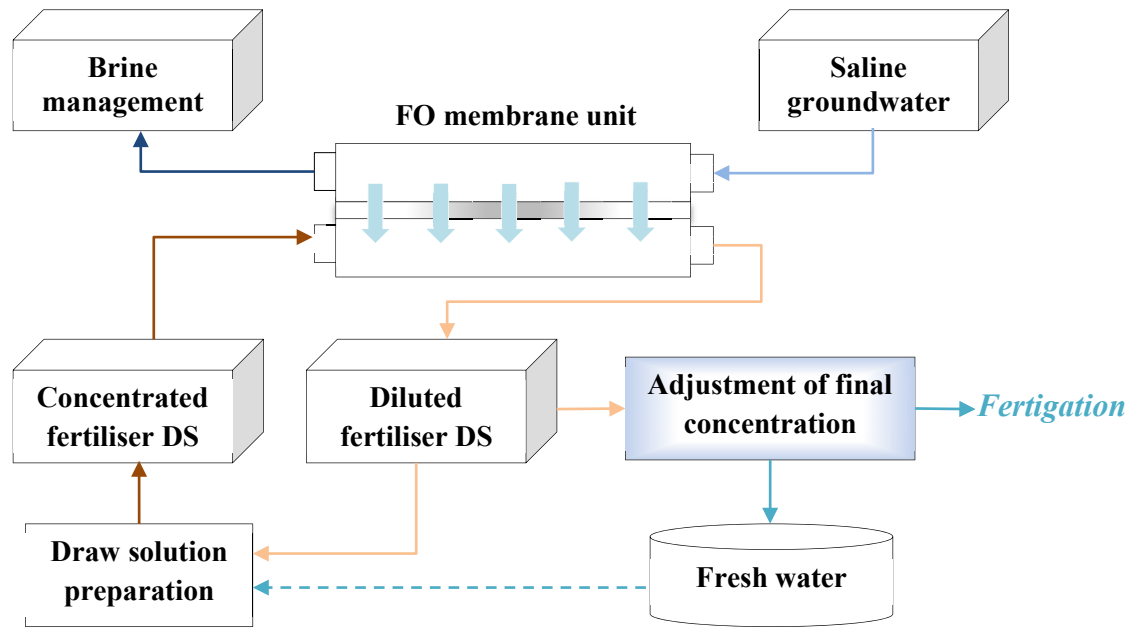 Brine
management
Saline
groundwater
FO membrane unit
Concentrated
fertiliser DS
Diluted
fertiliser DS
Adjustment of final
concentration
Fertigation
Draw solution
preparation
Fresh water